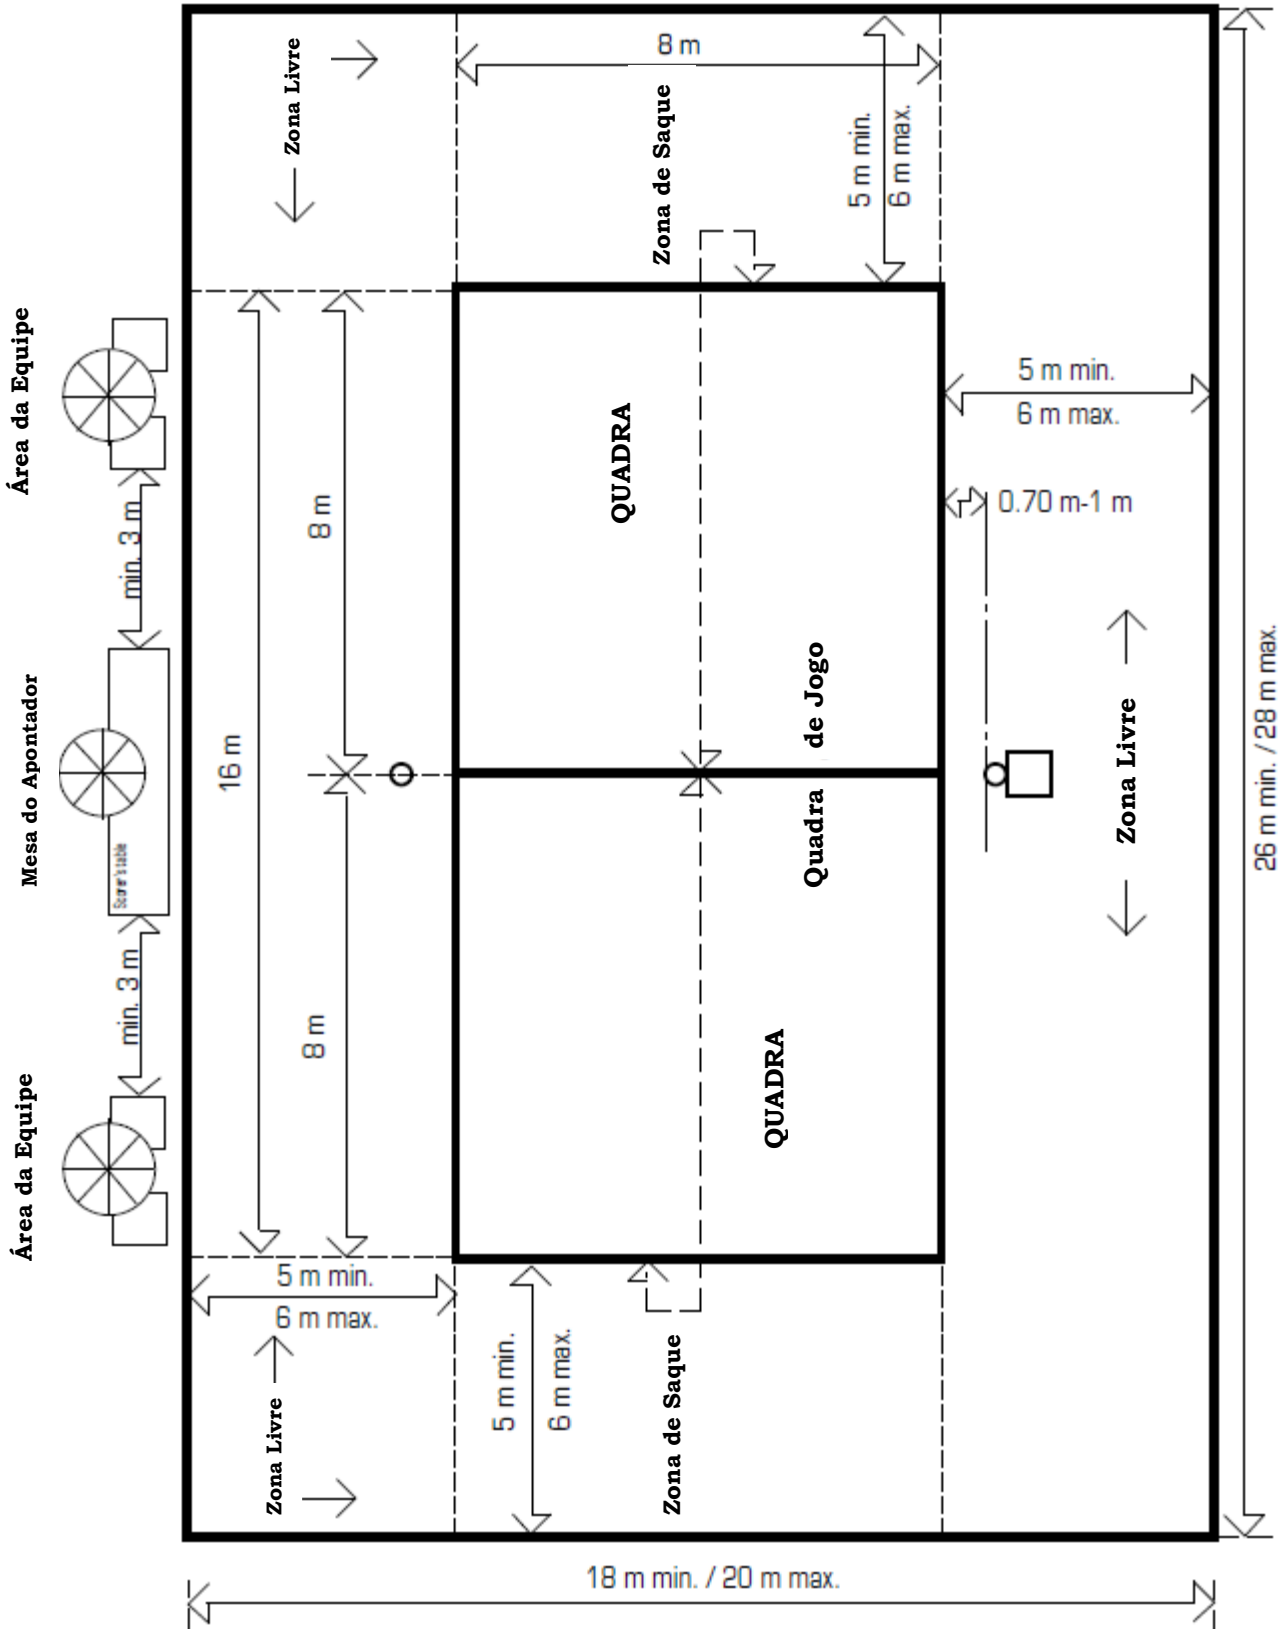 8 m
Zona Livre
Zona de Saque
5 m min.
6 m max.
Área da Equipe
5 m min.
6 m max.
QUADRA
0.70 m-1 m
8 m
min. 3 m
Quadra de Jogo
Mesa do Apontador
16 m
Zona Livre
26 m min. / 28 m max.
Scorer's table
min. 3 m
8 m
QUADRA
Área da Equipe
5 m min.
6 m max.
5 m min.
6 m max.
Zona Livre
Zona de Saque
18 m min. / 20 m max.